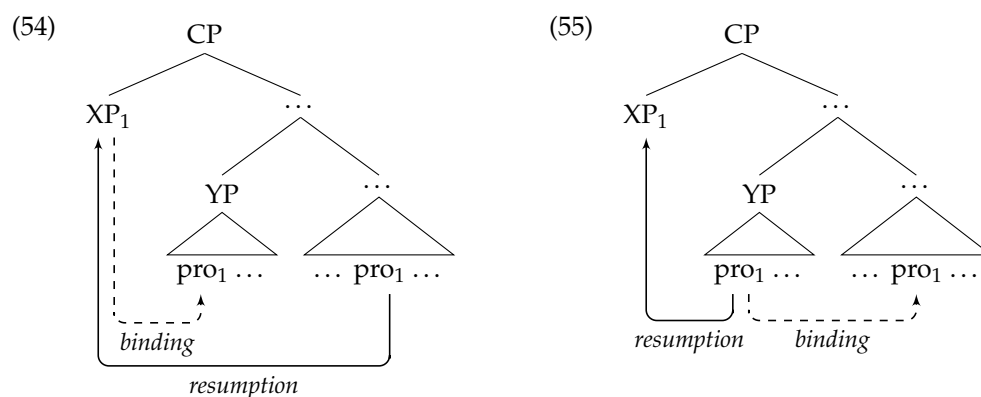 (54) (55)
CP CP
XP₁ ... XP₁ ...
YP ... YP ...
pro₁ ... ... pro₁ ... pro₁ ... ... pro₁ ...
binding
resumption binding
resumption